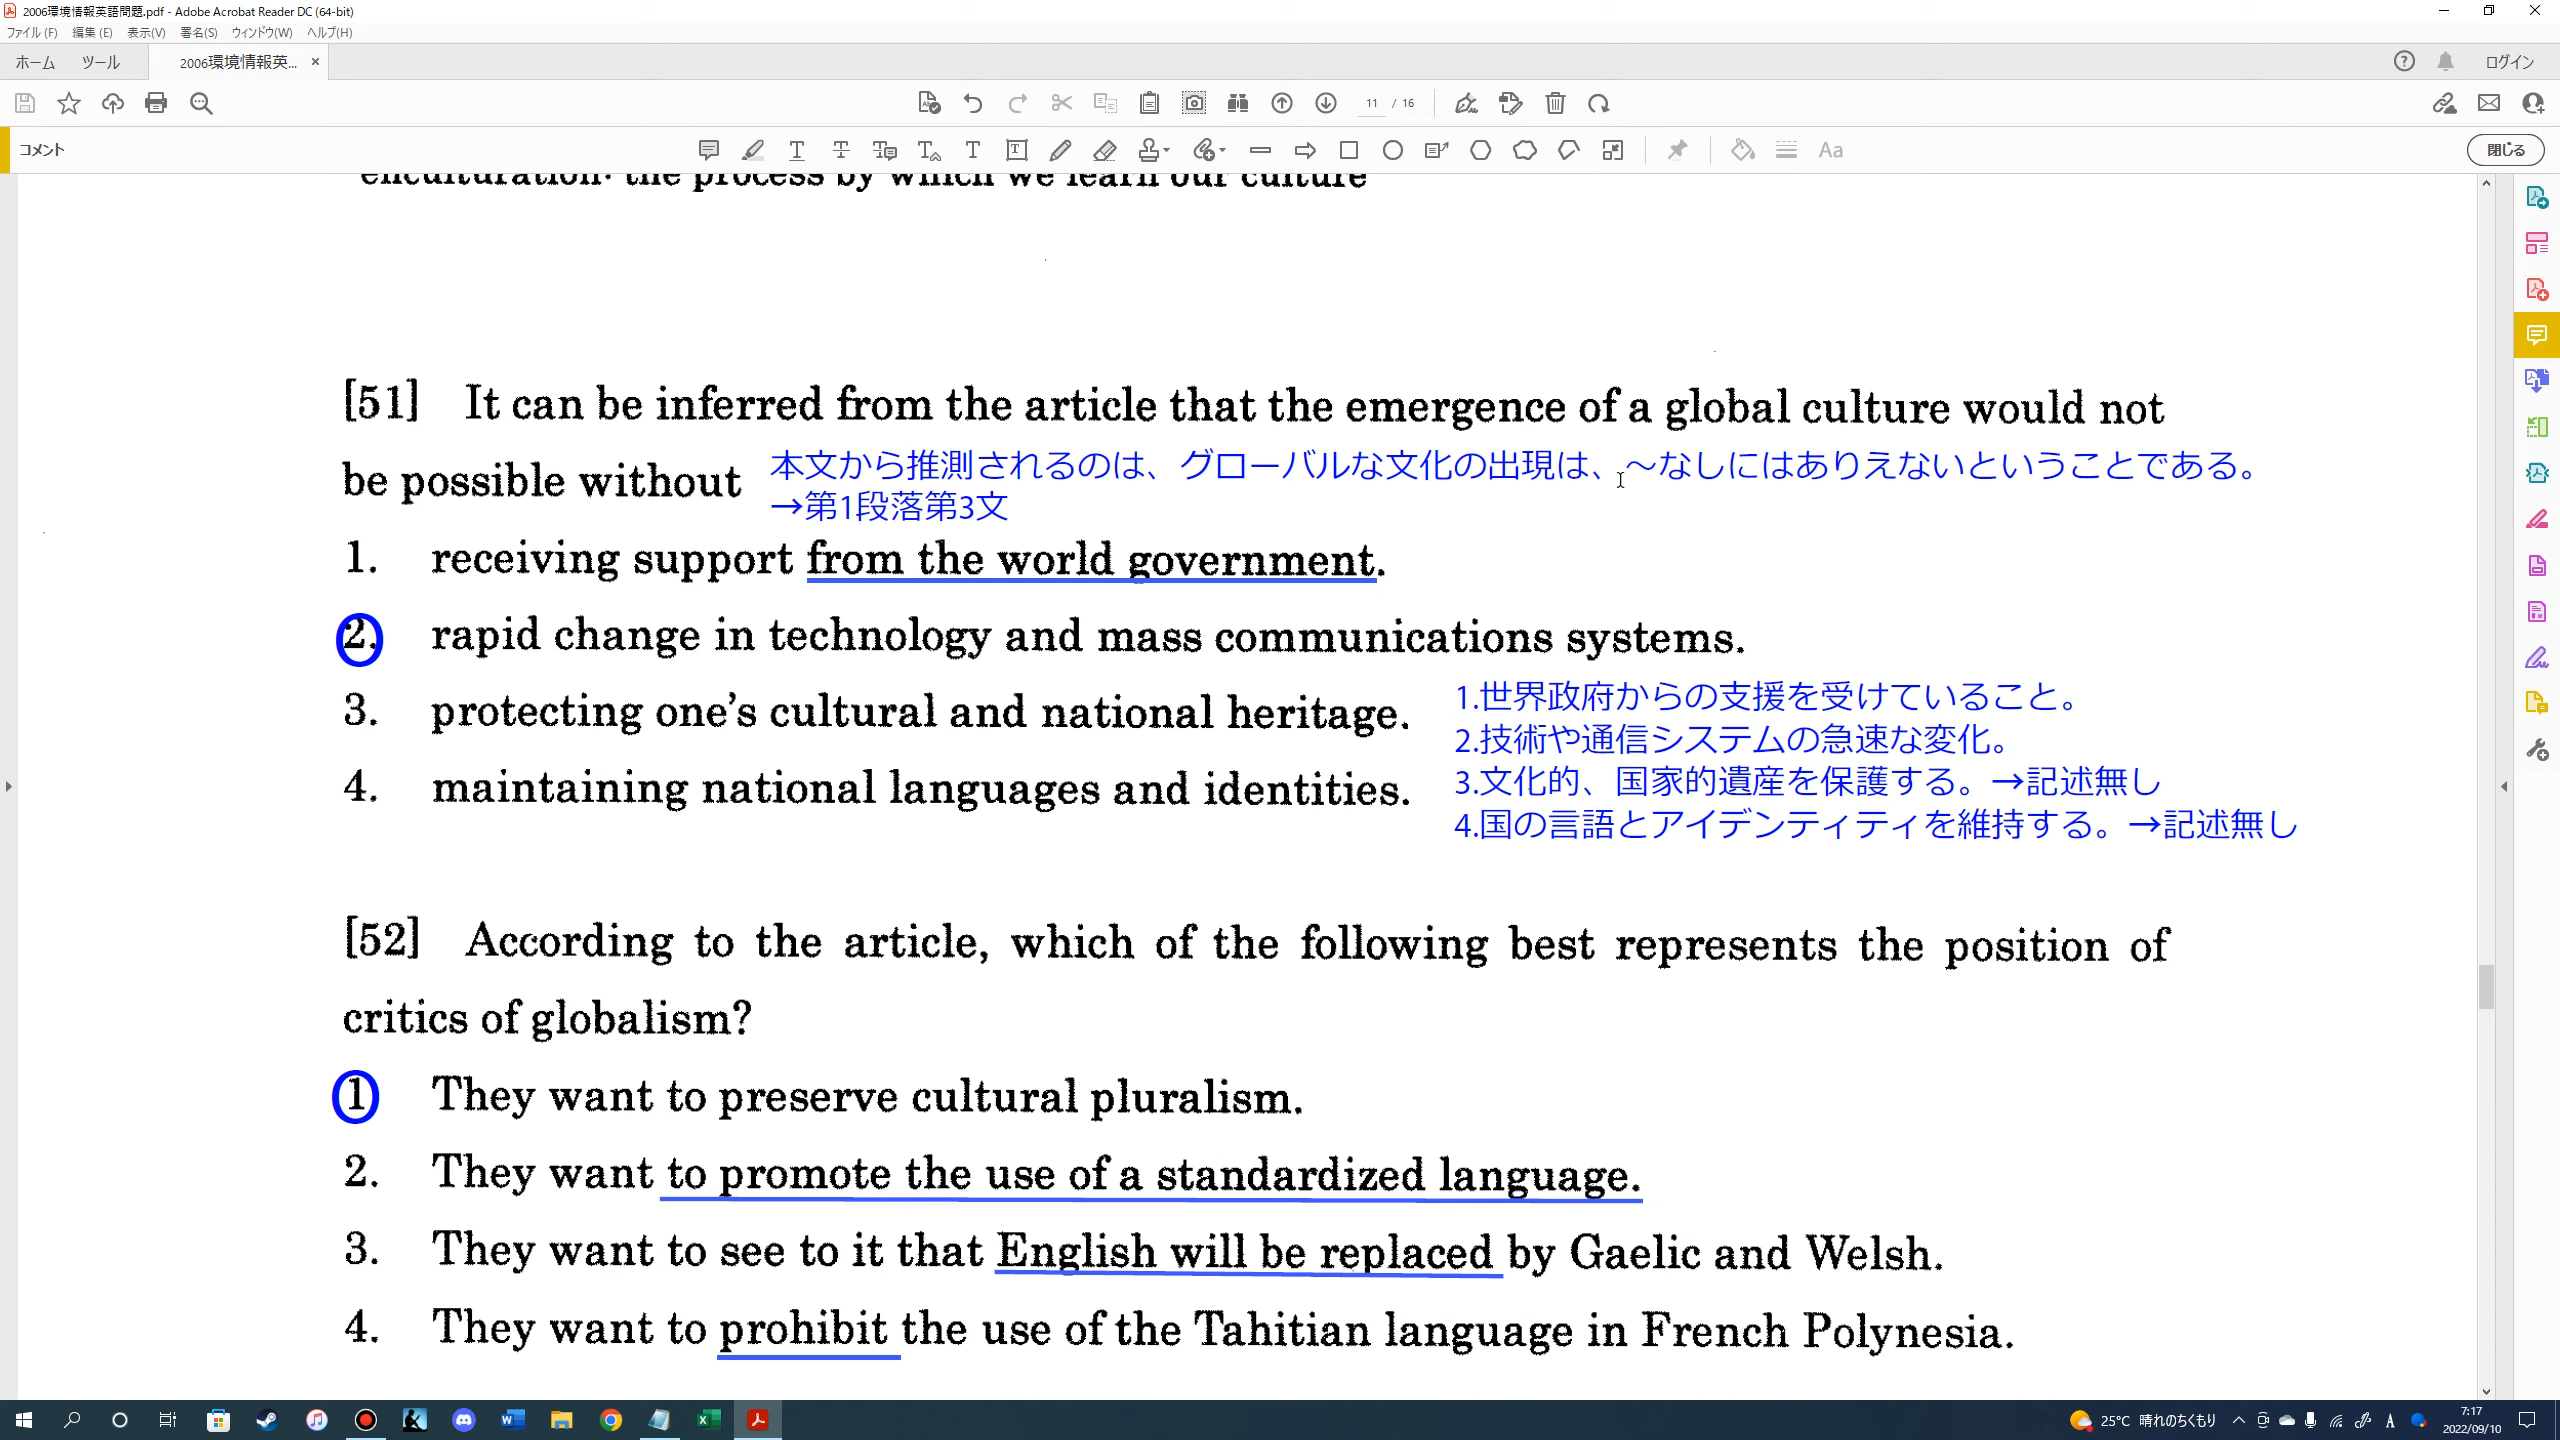 2006環境情報英語問題.pdf - Adobe Acrobat Reader DC (64-bit)
ファイル(F) 編集(E) 表示(V) 署名(S) ウィンドウ(W) ヘルプ(H)
ホーム ツール 2006環境情報英... × ログイン
11 / 16
コメント Aa 閉じる
enculturation: the process by which we learn our culture
[51] It can be inferred from the article that the emergence of a global culture would not
be possible without 本文から推測されるのは、グローバルな文化の出現は、～なしにはありえないということである。
→第1段落第3文
1. receiving support from the world government.
2. rapid change in technology and mass communications systems.
3. protecting one's cultural and national heritage.
4. maintaining national languages and identities.
1.世界政府からの支援を受けていること。
2.技術や通信システムの急速な変化。
3.文化的、国家的遺産を保護する。→記述無し
4.国の言語とアイデンティティを維持する。→記述無し
[52] According to the article, which of the following best represents the position of
critics of globalism?
1 They want to preserve cultural pluralism.
2. They want to promote the use of a standardized language.
3. They want to see to it that English will be replaced by Gaelic and Welsh.
4. They want to prohibit the use of the Tahitian language in French Polynesia.
25°C 晴れのちくもり A 7:17
2022/09/10